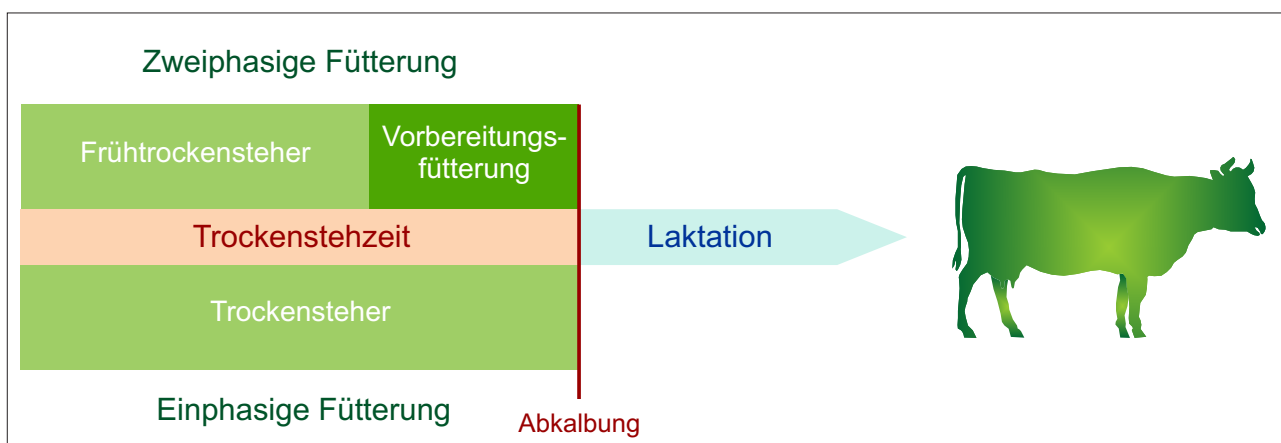 Zweiphasige Fütterung
Frühtrockensteher
Vorbereitungs-
fütterung
Trockenstehzeit
Laktation
Trockensteher
Einphasige Fütterung
Abkalbung